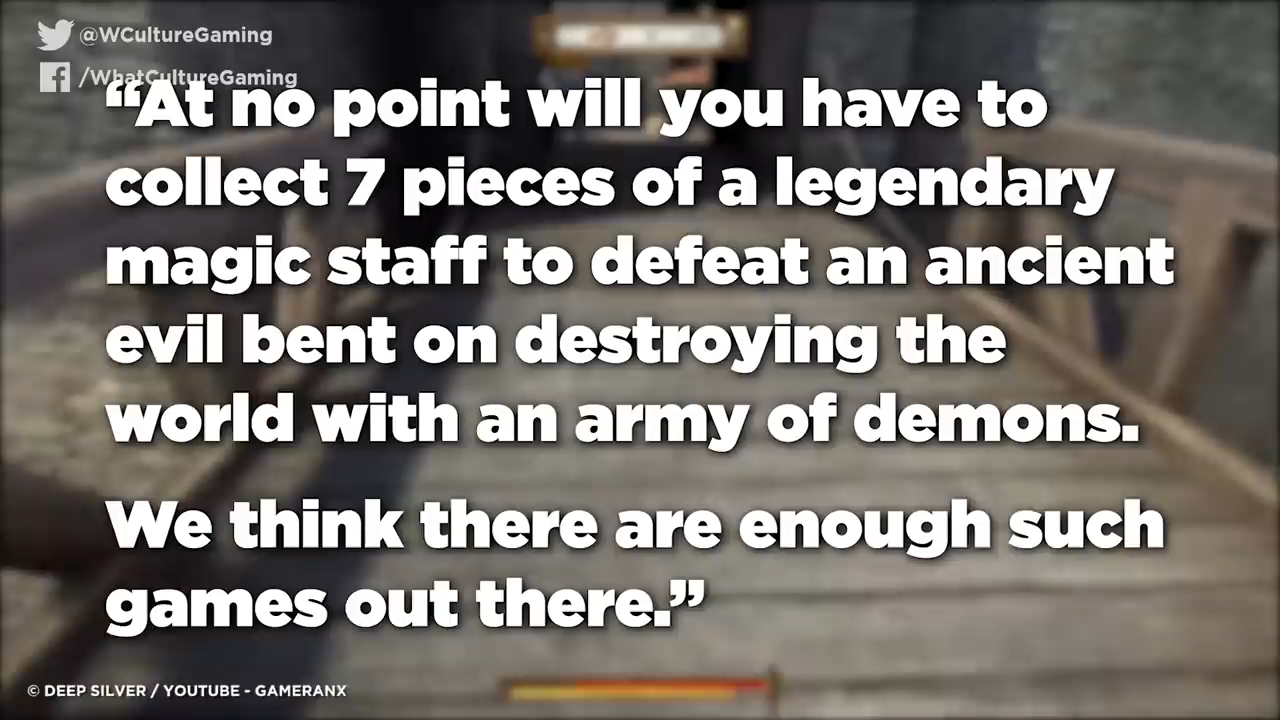 @WCultureGaming
/WhatCultureGaming
“At no point will you have to
collect 7 pieces of a legendary
magic staff to defeat an ancient
evil bent on destroying the
world with an army of demons.
We think there are enough such
games out there.”
© DEEP SILVER / YOUTUBE - GAMERANX